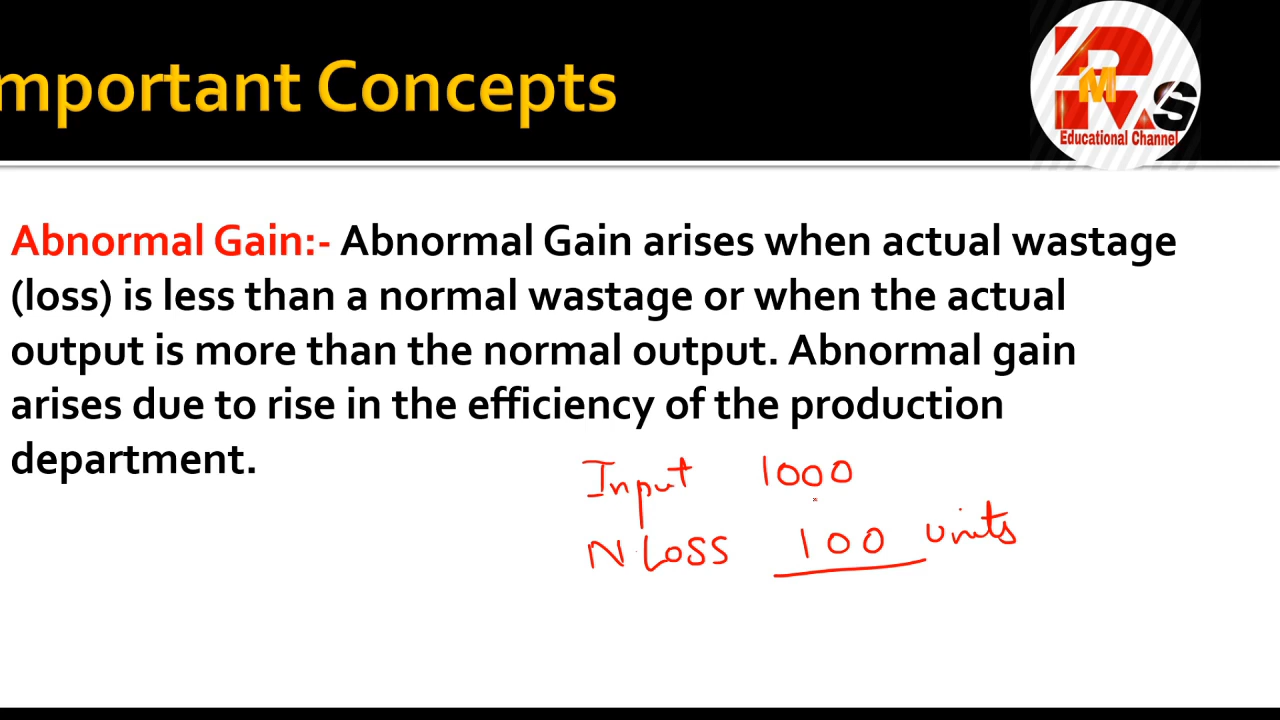 mportant Concepts
RMS
Educational Channel
Abnormal Gain:- Abnormal Gain arises when actual wastage
(loss) is less than a normal wastage or when the actual
output is more than the normal output. Abnormal gain
arises due to rise in the efficiency of the production
department.
Input 1000
N Loss 100 units